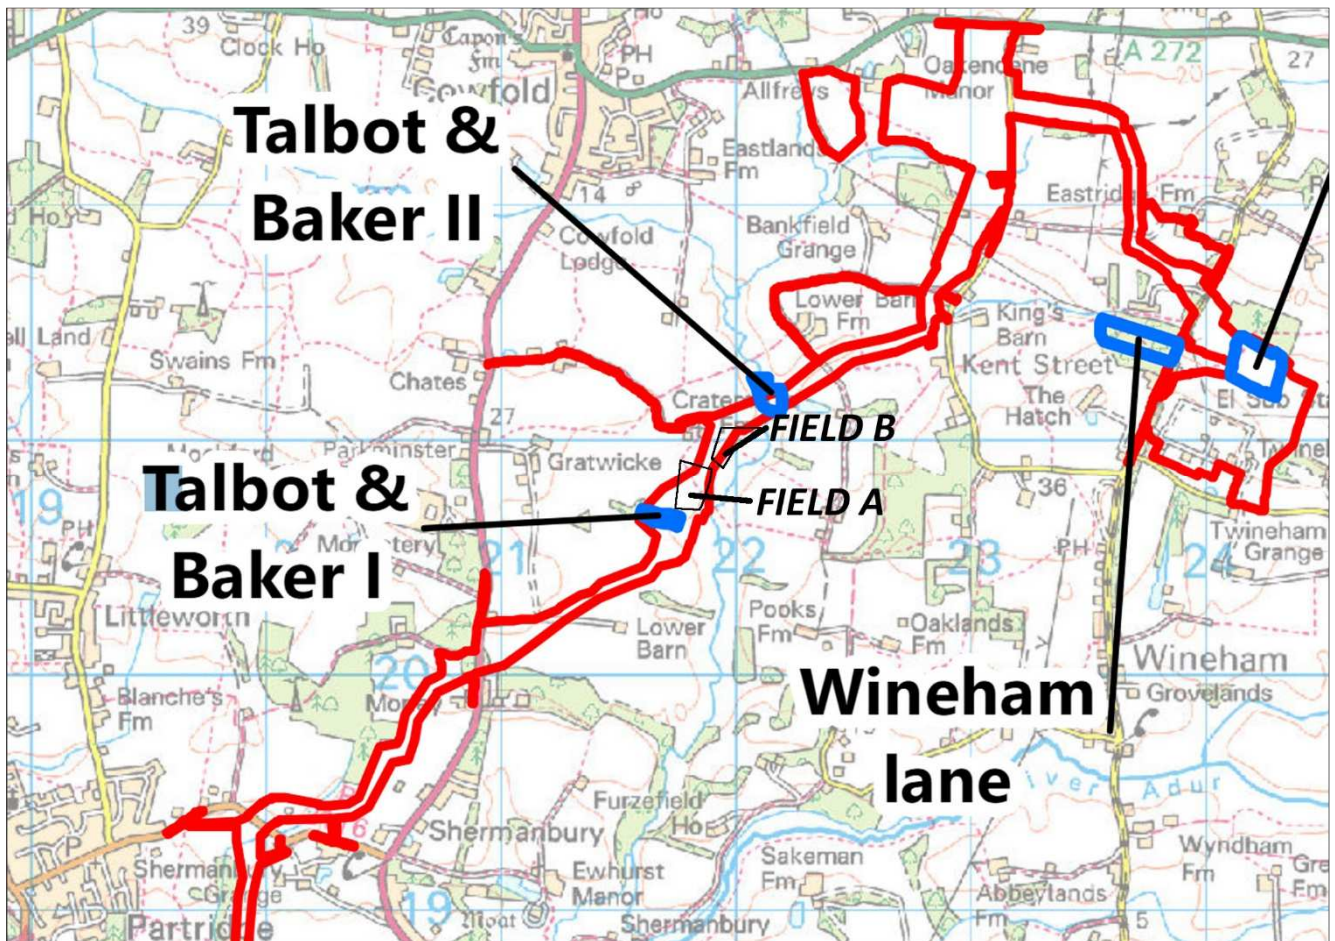 39
Clock Ho
Capon's
Fm
Cowfold
PH
P
Talbot &
Baker II
Allfreys
Oakendene
Manor
A 272
27
Eastlands
Fm
14
Eastridge Fm
Cowfold
Lodge
Bankfield
Grange
Lower Barn
Fm
King's
Barn
Kent Street
Swains Fm
Chates
27
The
Hatch
El Sub Sta
FIELD B
Parkminster
Gratwicke
Talbot &
Baker I
FIELD A
19
PH
Monastery
21
22
23
24
36
PH
Twineham
Grange
Littleworth
Lower
Barn
Pooks
Fm
Oaklands
Fm
20
Wineham
Grovelands
Blanche's
Fm
Wineham
lane
River Adur
Furzefield
Ho
Shermanbury
Shermanbury
Grange
Ewhurst
Manor
Sakeman
Fm
Wyndham
Fm
Abbeylands
Fm
5
19
Moat
Shermanbury
Partridge